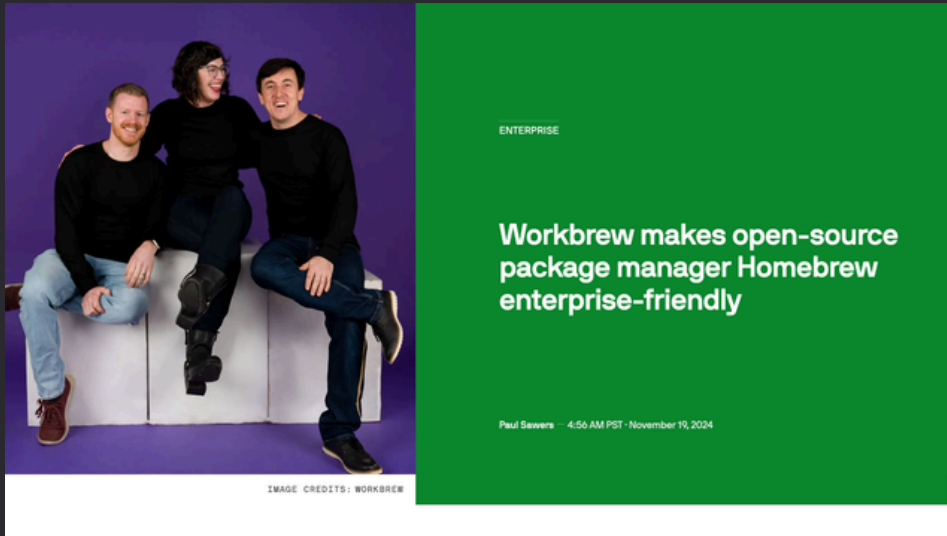 ENTERPRISE
Workbrew makes open-source
package manager Homebrew
enterprise-friendly
Paul Sawers — 4:56 AM PST · November 19, 2024
IMAGE CREDITS: WORKBREW